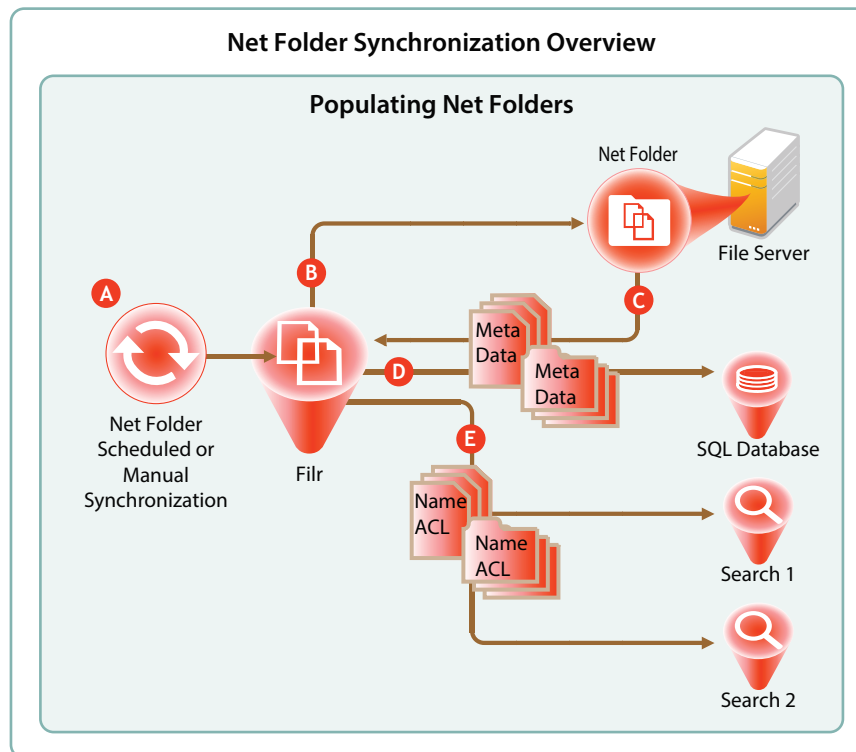 Net Folder Synchronization Overview
Populating Net Folders
Net Folder
File Server
A
B
C
Meta
Data
D
Meta
Data
Net Folder
Scheduled or
Manual
Synchronization
Filr
SQL Database
E
Name
ACL
Name
ACL
Search 1
Search 2